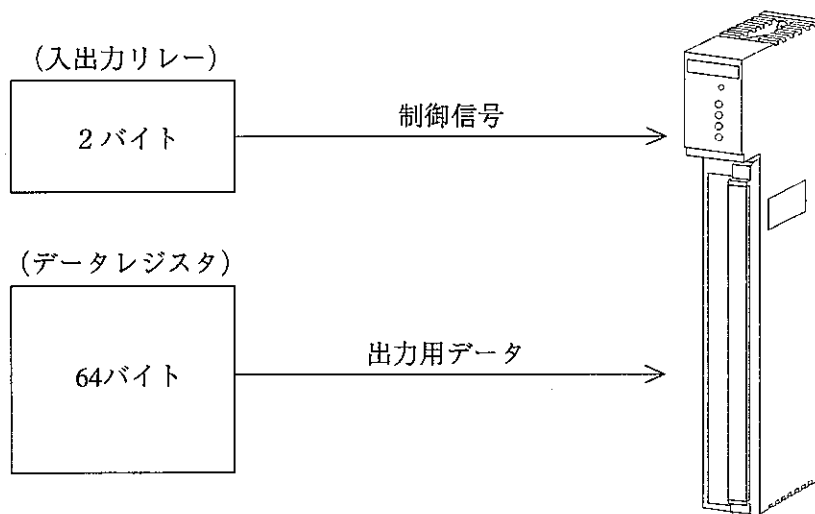 （入出力リレー）
2バイト
制御信号
（データレジスタ）
64バイト
出力用データ